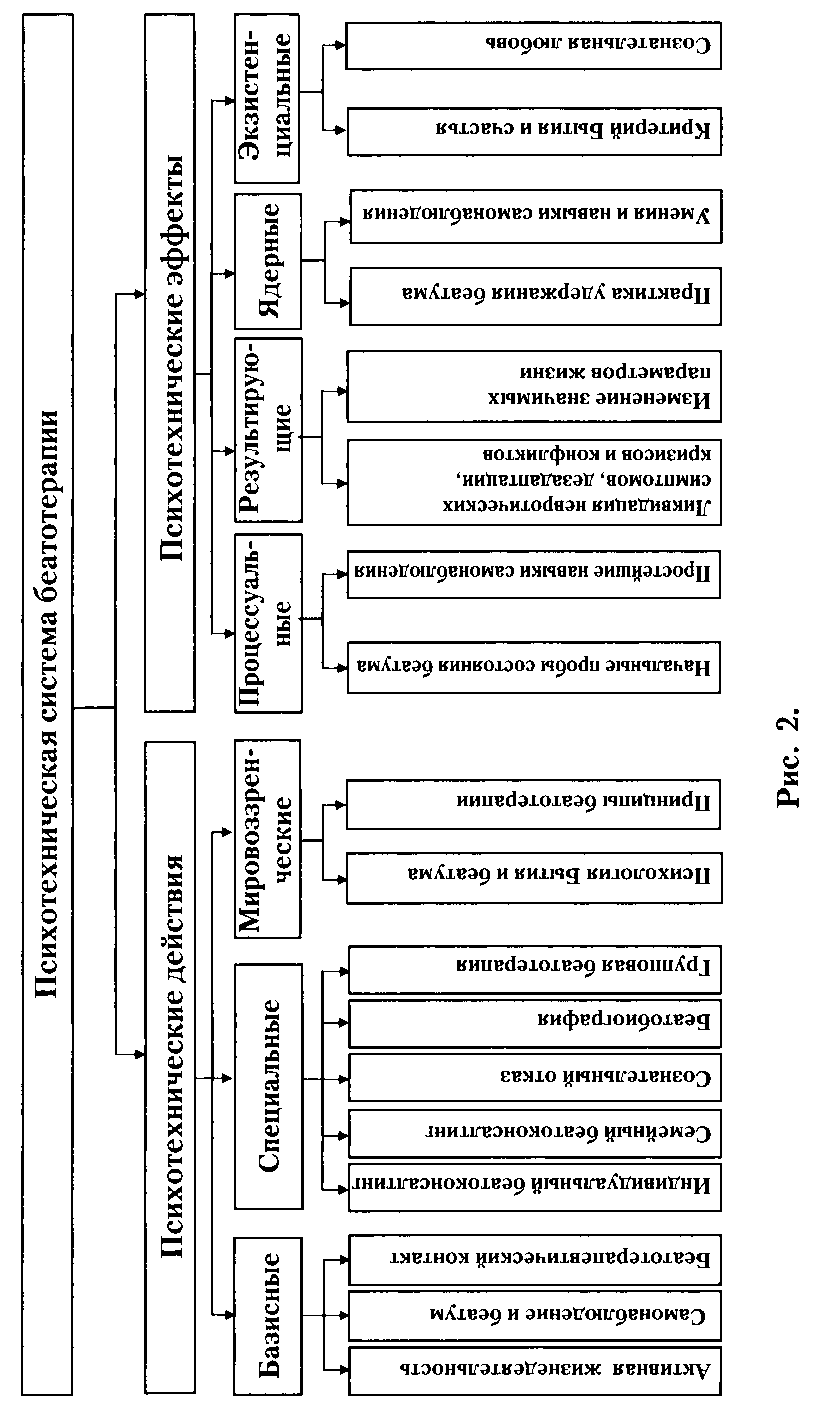 Психотехническая система беатотерапии
Психотехнические действия
Психотехнические эффекты
Базисные
Специальные
Мировоззрен-
ческие
Процессуаль-
ные
Результирую-
щие
Ядерные
Экзистен-
циальные
Активная жизнедеятельность
Самонаблюдение и беатум
Беатотерапевтический контакт
Индивидуальный беатоконсалтинг
Семейный беатоконсалтинг
Сознательный отказ
Беатобиография
Групповая беатотерапия
Психология Бытия и беатума
Принципы беатотерапии
Начальные пробы состояния беатума
Простейшие навыки самонаблюдения
Ликвидация невротических
симптомов, дезадаптации,
кризисов и конфликтов
Изменение значимых
параметров жизни
Практика удержания беатума
Умения и навыки самонаблюдения
Критерий Бытия и счастья
Сознательная любовь
Рис. 2.